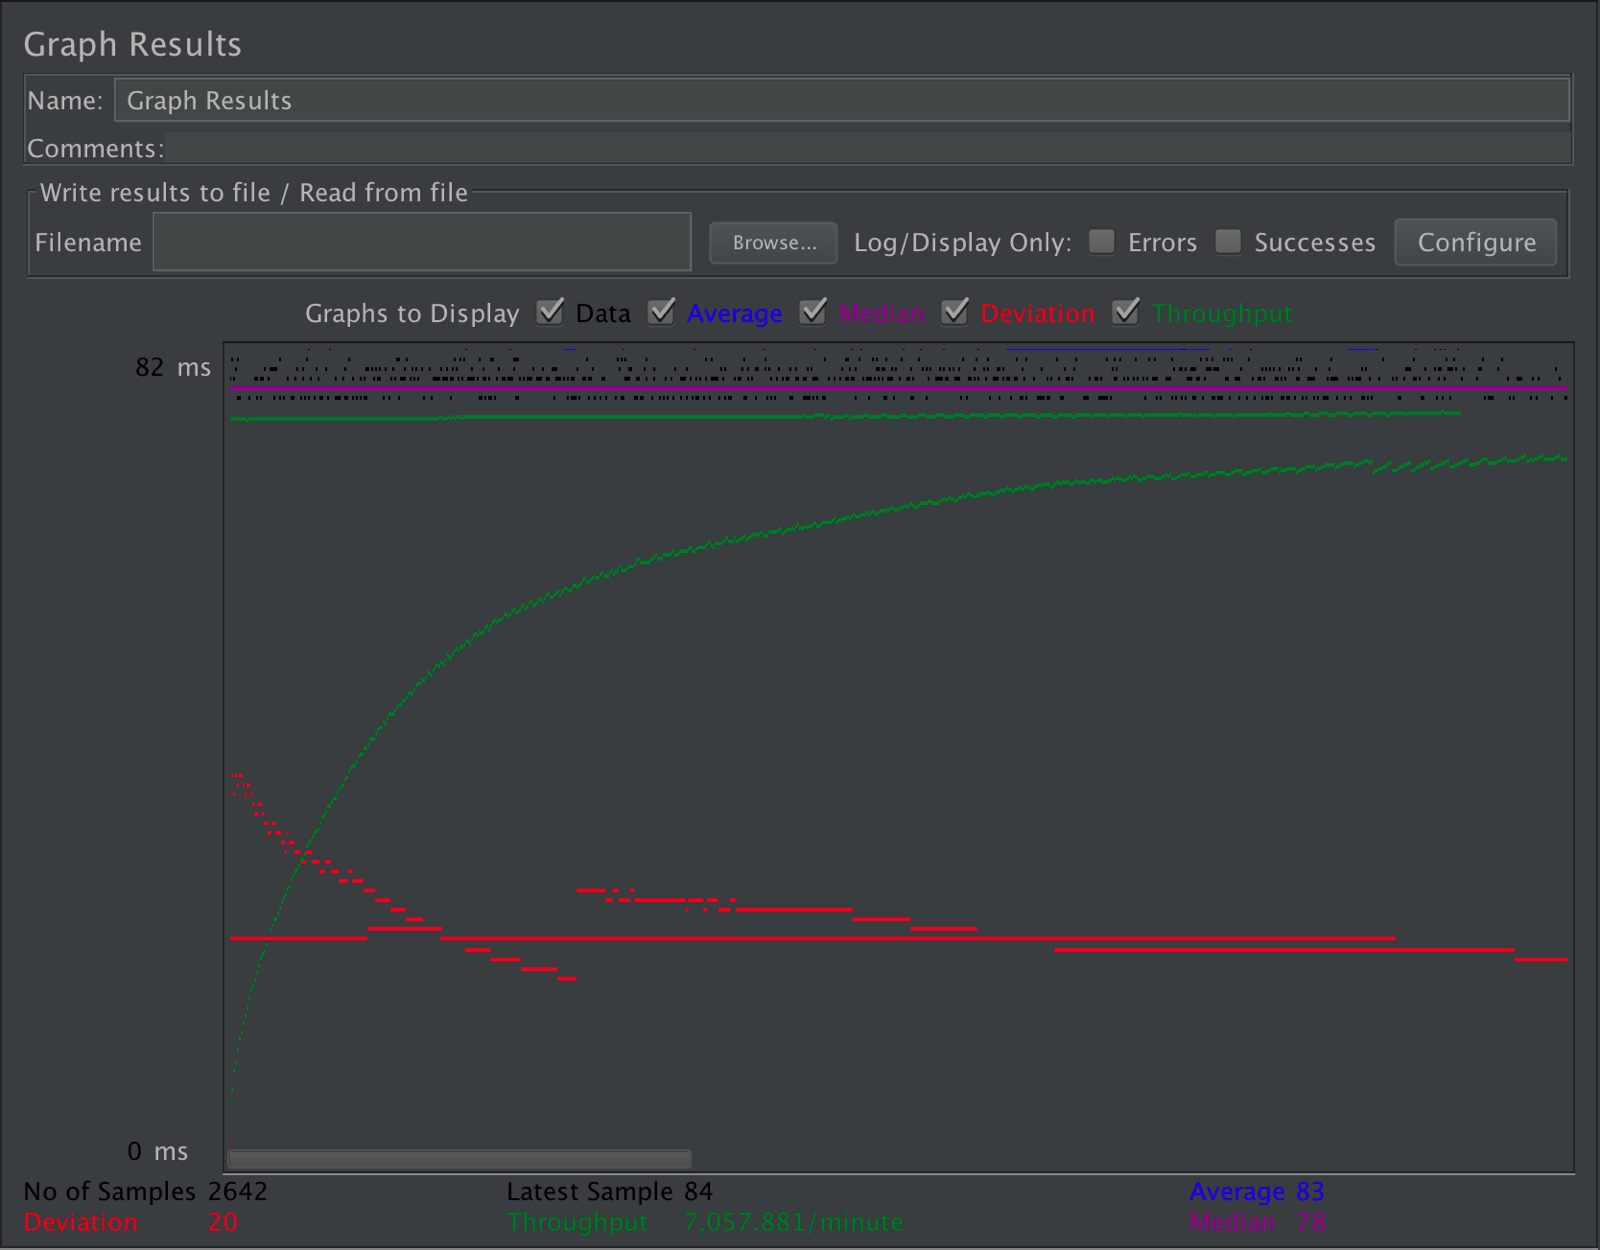 Graph Results
Name: Graph Results
Comments:
Write results to file / Read from file
Filename Browse... Log/Display Only: Errors Successes Configure
Graphs to Display Data Average Median Deviation Throughput
82 ms
0 ms
No of Samples 2642 Latest Sample 84 Average 83
Deviation 20 Throughput 7,057.881/minute Median 78